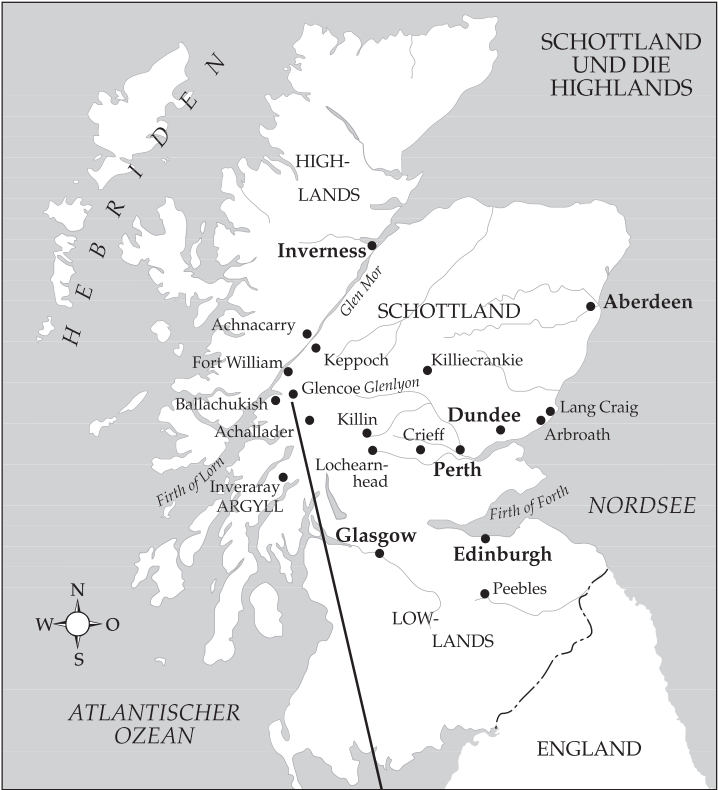 SCHOTTLAND
UND DIE
HIGHLANDS
HEBRIDEN
HIGH-
LANDS
Inverness
Glen Mor
SCHOTTLAND
Aberdeen
Achnacarry
Keppoch
Fort William
Killiecrankie
Glencoe
Glenlyon
Ballachukish
Lang Craig
Dundee
Killin
Achallader
Crieff
Arbroath
Lochearn-
head
Perth
Firth of Lorn
Inveraray
ARGYLL
Firth of Forth
NORDSEE
Glasgow
Edinburgh
Peebles
N
W
O
S
LOW-
LANDS
ATLANTISCHER
OZEAN
ENGLAND